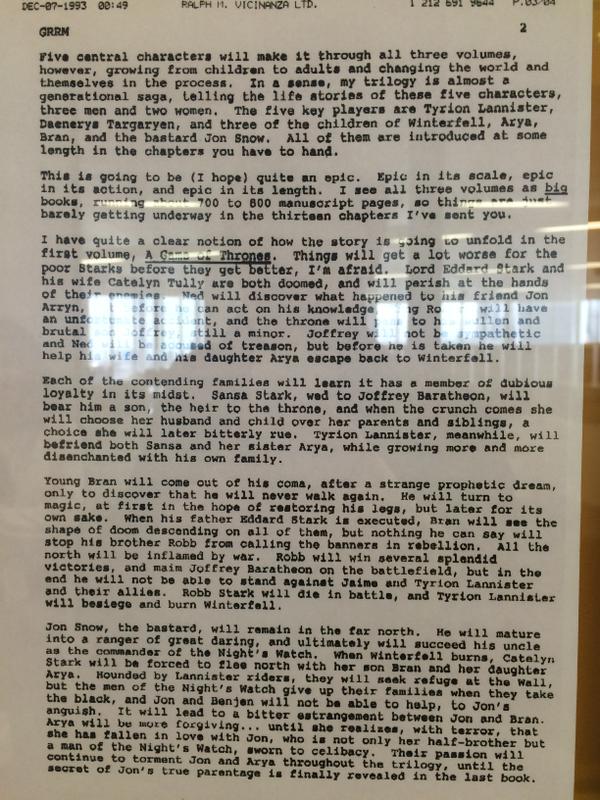 DEC-07-1993 00:49 RALPH M. VICINANZA LTD. 1 212 691 9644 P.03/04
GRRM 2
Five central characters will make it through all three volumes,
however, growing from children to adults and changing the world and
themselves in the process. In a sense, my trilogy is almost a
generational saga, telling the life stories of these five characters,
three men and two women. The five key players are Tyrion Lannister,
Daenerys Targaryen, and three of the children of Winterfell, Arya,
Bran, and the bastard Jon Snow. All of them are introduced at some
length in the chapters you have to hand.
This is going to be (I hope) quite an epic. Epic in its scale, epic
in its action, and epic in its length. I see all three volumes as big
books, running about 700 to 800 manuscript pages, so things are just
barely getting underway in the thirteen chapters I've sent you.
I have quite a clear notion of how the story is going to unfold in the
first volume, A Game of Thrones. Things will get a lot worse for the
poor Starks before they get better, I'm afraid. Lord Eddard Stark and
his wife Catelyn Tully are both doomed, and will perish at the hands
of their enemies. Ned will discover what happened to his friend Jon
Arryn, before he can act on his knowledge, will have
an unfortunate accident, and the throne will to sullen and
brutal still a minor. Joffrey will not be sympathetic
and Ned will be accused of treason, but before he is taken he will
help his wife and his daughter Arya escape back to Winterfell.
Each of the contending families will learn it has a member of dubious
loyalty in its midst. Sansa Stark, wed to Joffrey Baratheon, will
bear him a son, the heir to the throne, and when the crunch comes she
will choose her husband and child over her parents and siblings, a
choice she will later bitterly rue. Tyrion Lannister, meanwhile, will
befriend both Sansa and her sister Arya, while growing more and more
disenchanted with his own family.
Young Bran will come out of his coma, after a strange prophetic dream,
only to discover that he will never walk again. He will turn to
magic, at first in the hope of restoring his legs, but later for its
own sake. When his father Eddard Stark is executed, Bran will see the
shape of doom descending on all of them, but nothing he can say will
stop his brother Robb from calling the banners in rebellion. All the
north will be inflamed by war. Robb will win several splendid
victories, and maim Joffrey Baratheon on the battlefield, but in the
end he will not be able to stand against Jaime and Tyrion Lannister
and their allies. Robb Stark will die in battle, and Tyrion Lannister
will besiege and burn Winterfell.
Jon Snow, the bastard, will remain in the far north. He will mature
into a ranger of great daring, and ultimately will succeed his uncle
as the commander of the Night's Watch. When Winterfell burns, Catelyn
Stark will be forced to flee north with her son Bran and her daughter
Arya. Hounded by Lannister riders, they will seek refuge at the Wall,
but the men of the Night's Watch give up their families when they take
the black, and Jon and Benjen will not be able to help, to Jon's
anguish. It will lead to a bitter estrangement between Jon and Bran.
Arya will be more forgiving... until she realizes, with terror, that
she has fallen in love with Jon, who is not only her half-brother but
a man of the Night's Watch, sworn to celibacy. Their passion will
continue to torment Jon and Arya throughout the trilogy, until the
secret of Jon's true parentage is finally revealed in the last book.